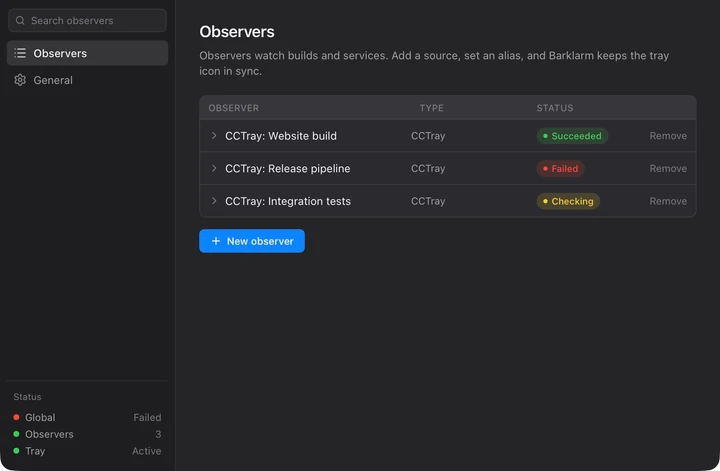 Search observers
Observers
General
Status
Global Failed
Observers 3
Tray Active
Observers
Observers watch builds and services. Add a source, set an alias, and Barklarm keeps the tray
icon in sync.
OBSERVER TYPE STATUS
CCTray: Website build CCTray Succeeded Remove
CCTray: Release pipeline CCTray Failed Remove
CCTray: Integration tests CCTray Checking Remove
+ New observer